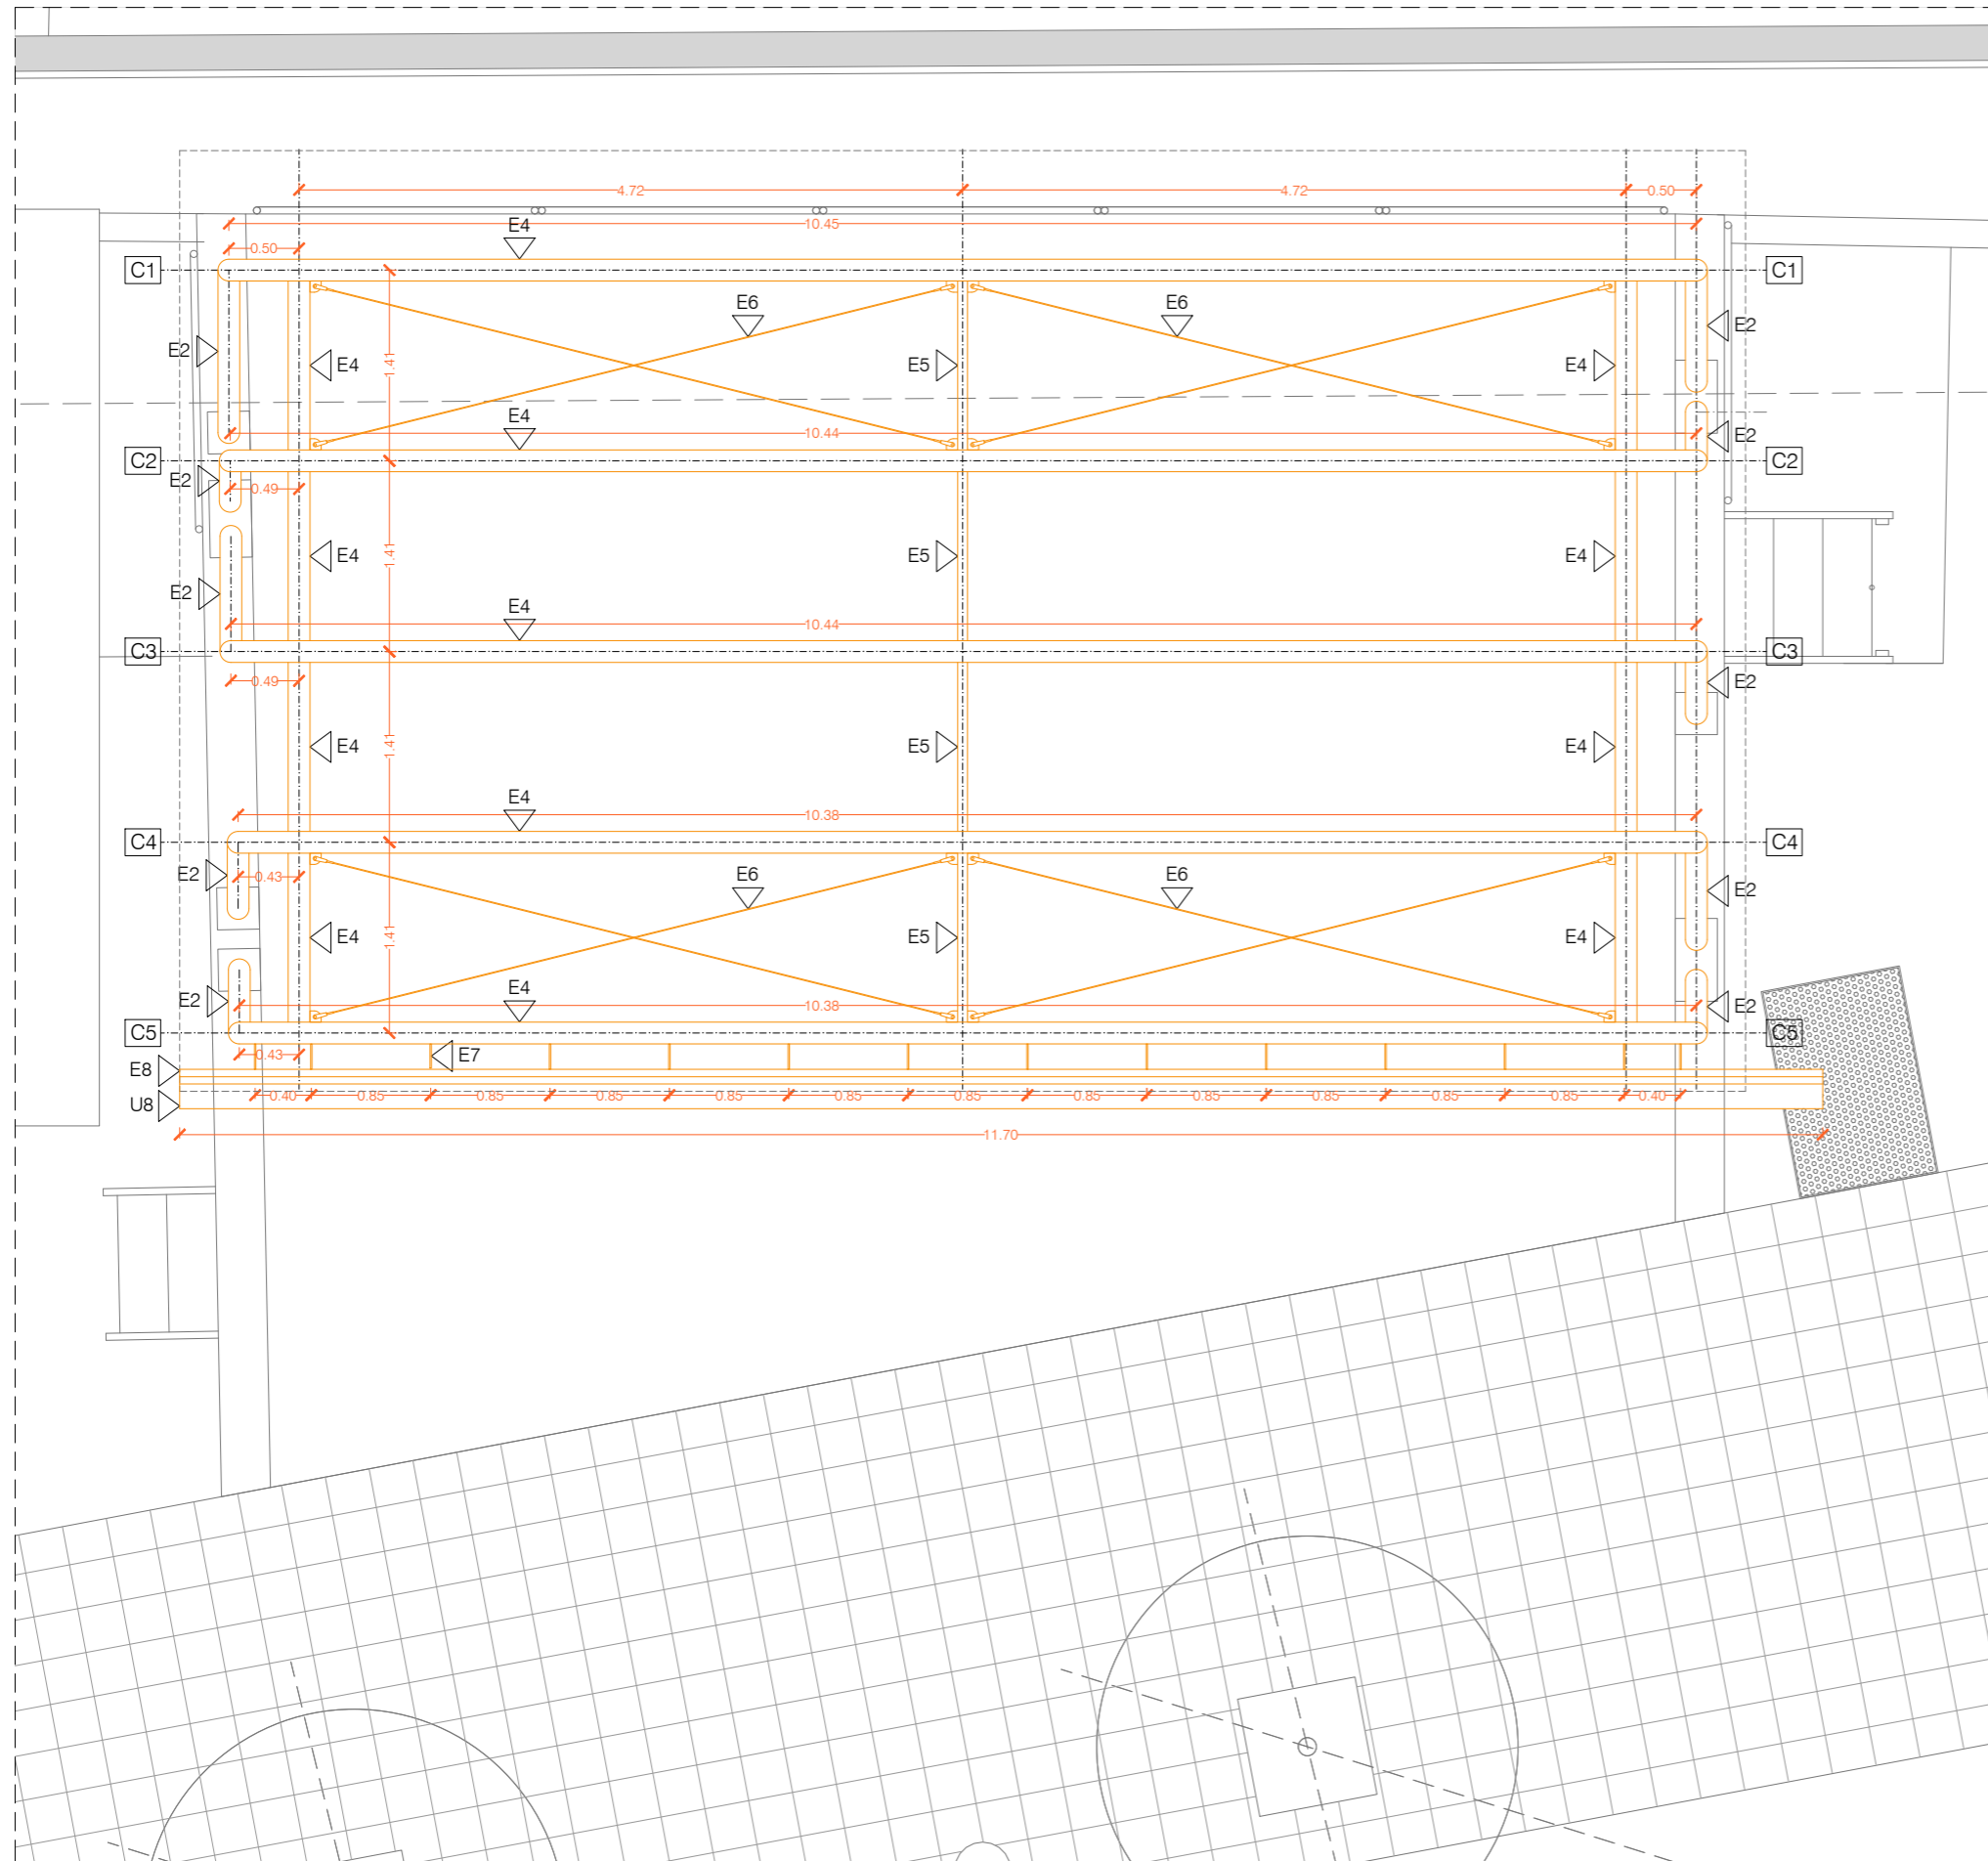 4.72 4.72 0.50
E4 10.45
0.50
C1 C1
E6 E6
E2 E2
E4 1.41 E5 E4
E4 10.44 E2
C2 C2
E2 0.49
E4 1.41 E5 E4
E2
E4 10.44
C3 C3
0.49 E2
E4 1.41 E5 E4
E4 10.38
C4 C4
E2 0.43 E6 E6 E2
E4 1.41 E5 E4
E2 E4 10.38 E2
C5 C5
0.43 E7
E8
0.40 0.85 0.85 0.85 0.85 0.85 0.85 0.85 0.85 0.85 0.85 0.85 0.40
U8
11.70